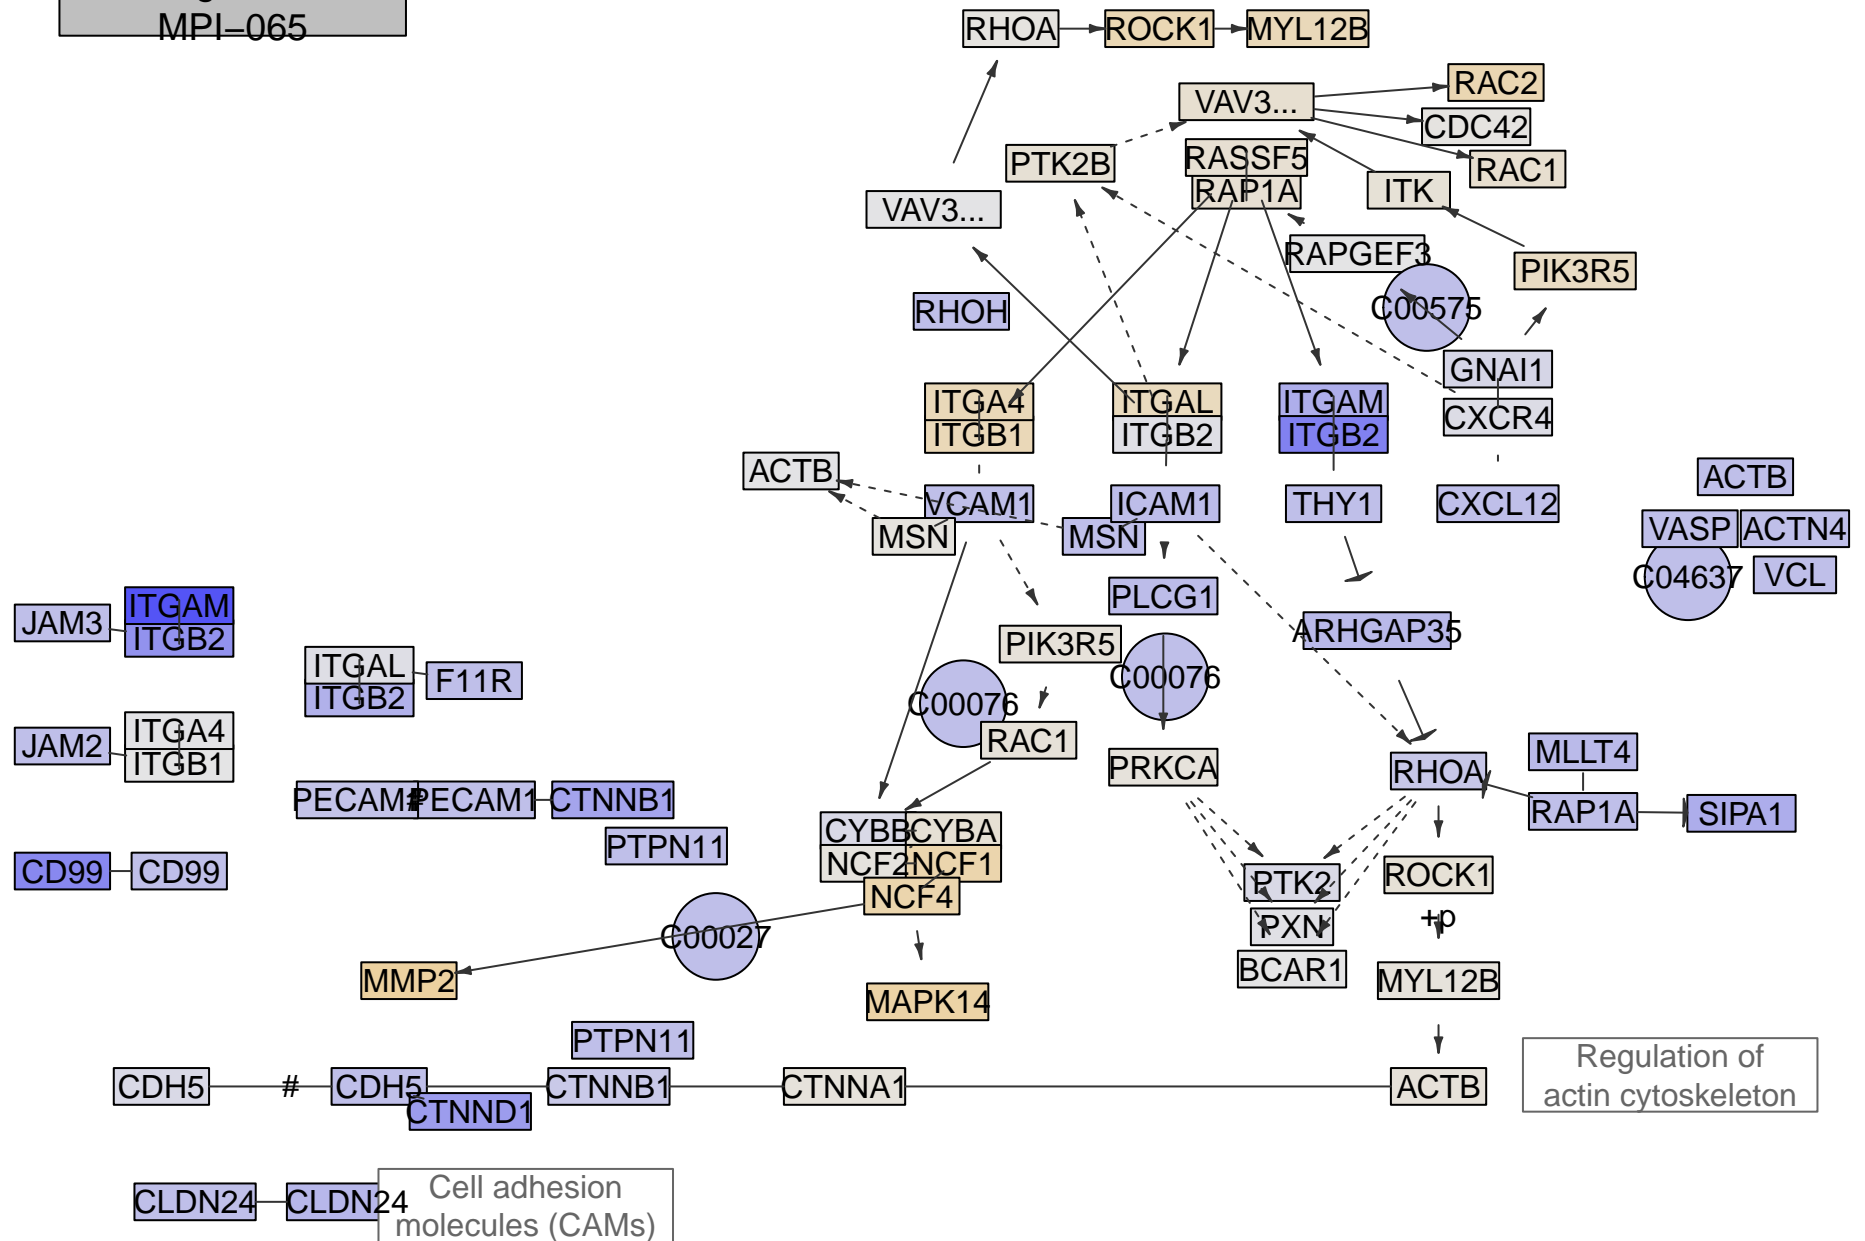 MPI−065
RHOA
ROCK1
MYL12B
RAC2
VAV3...
CDC42
PTK2B
RASSF5
RAC1
RAP1A
ITK
VAV3...
RAPGEF3
PIK3R5
RHOH
C00575
GNAI1
ITGA4
ITGAL
ITGAM
CXCR4
ITGB1
ITGB2
ITGB2
ACTB
ACTB
VCAM1
ICAM1
THY1
CXCL12
MSN
MSN
VASP
ACTN4
C04637
VCL
PLCG1
ITGAM
JAM3
ITGB2
ARHGAP35
PIK3R5
ITGAL
F11R
ITGB2
C00076
C00076
ITGA4
JAM2
ITGB1
RAC1
MLLT4
PRKCA
RHOA
PECAM1
#
PECAM1
CTNNB1
RAP1A
SIPA1
CYBB
CYBA
PTPN11
NCF2
NCF1
CD99
CD99
NCF4
PTK2
ROCK1
+p
PXN
C00027
BCAR1
MMP2
MYL12B
MAPK14
PTPN11
Regulation of
actin cytoskeleton
CDH5
#
CDH5
CTNNB1
CTNNA1
ACTB
CTNND1
Cell adhesion
molecules (CAMs)
CLDN24
CLDN24